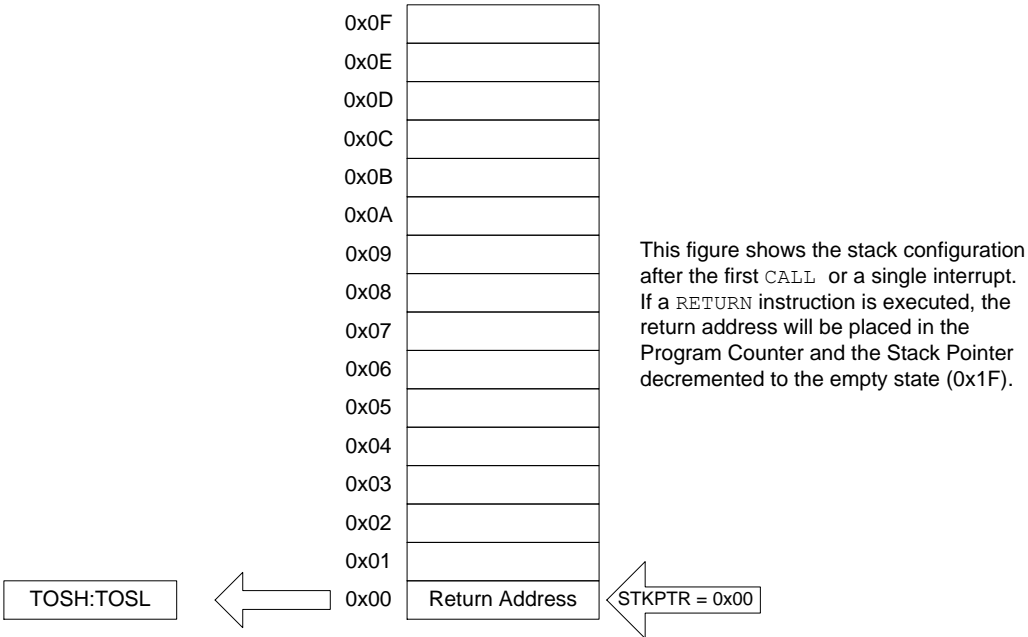 0x0F
0x0E
0x0D
0x0C
0x0B
0x0A
0x09
0x08
0x07
0x06
0x05
0x04
0x03
0x02
0x01
This figure shows the stack configuration
after the first CALL or a single interrupt.
If a RETURN instruction is executed, the
return address will be placed in the
Program Counter and the Stack Pointer
decremented to the empty state (0x1F).
TOSH:TOSL 0x00 Return Address STKPTR = 0x00